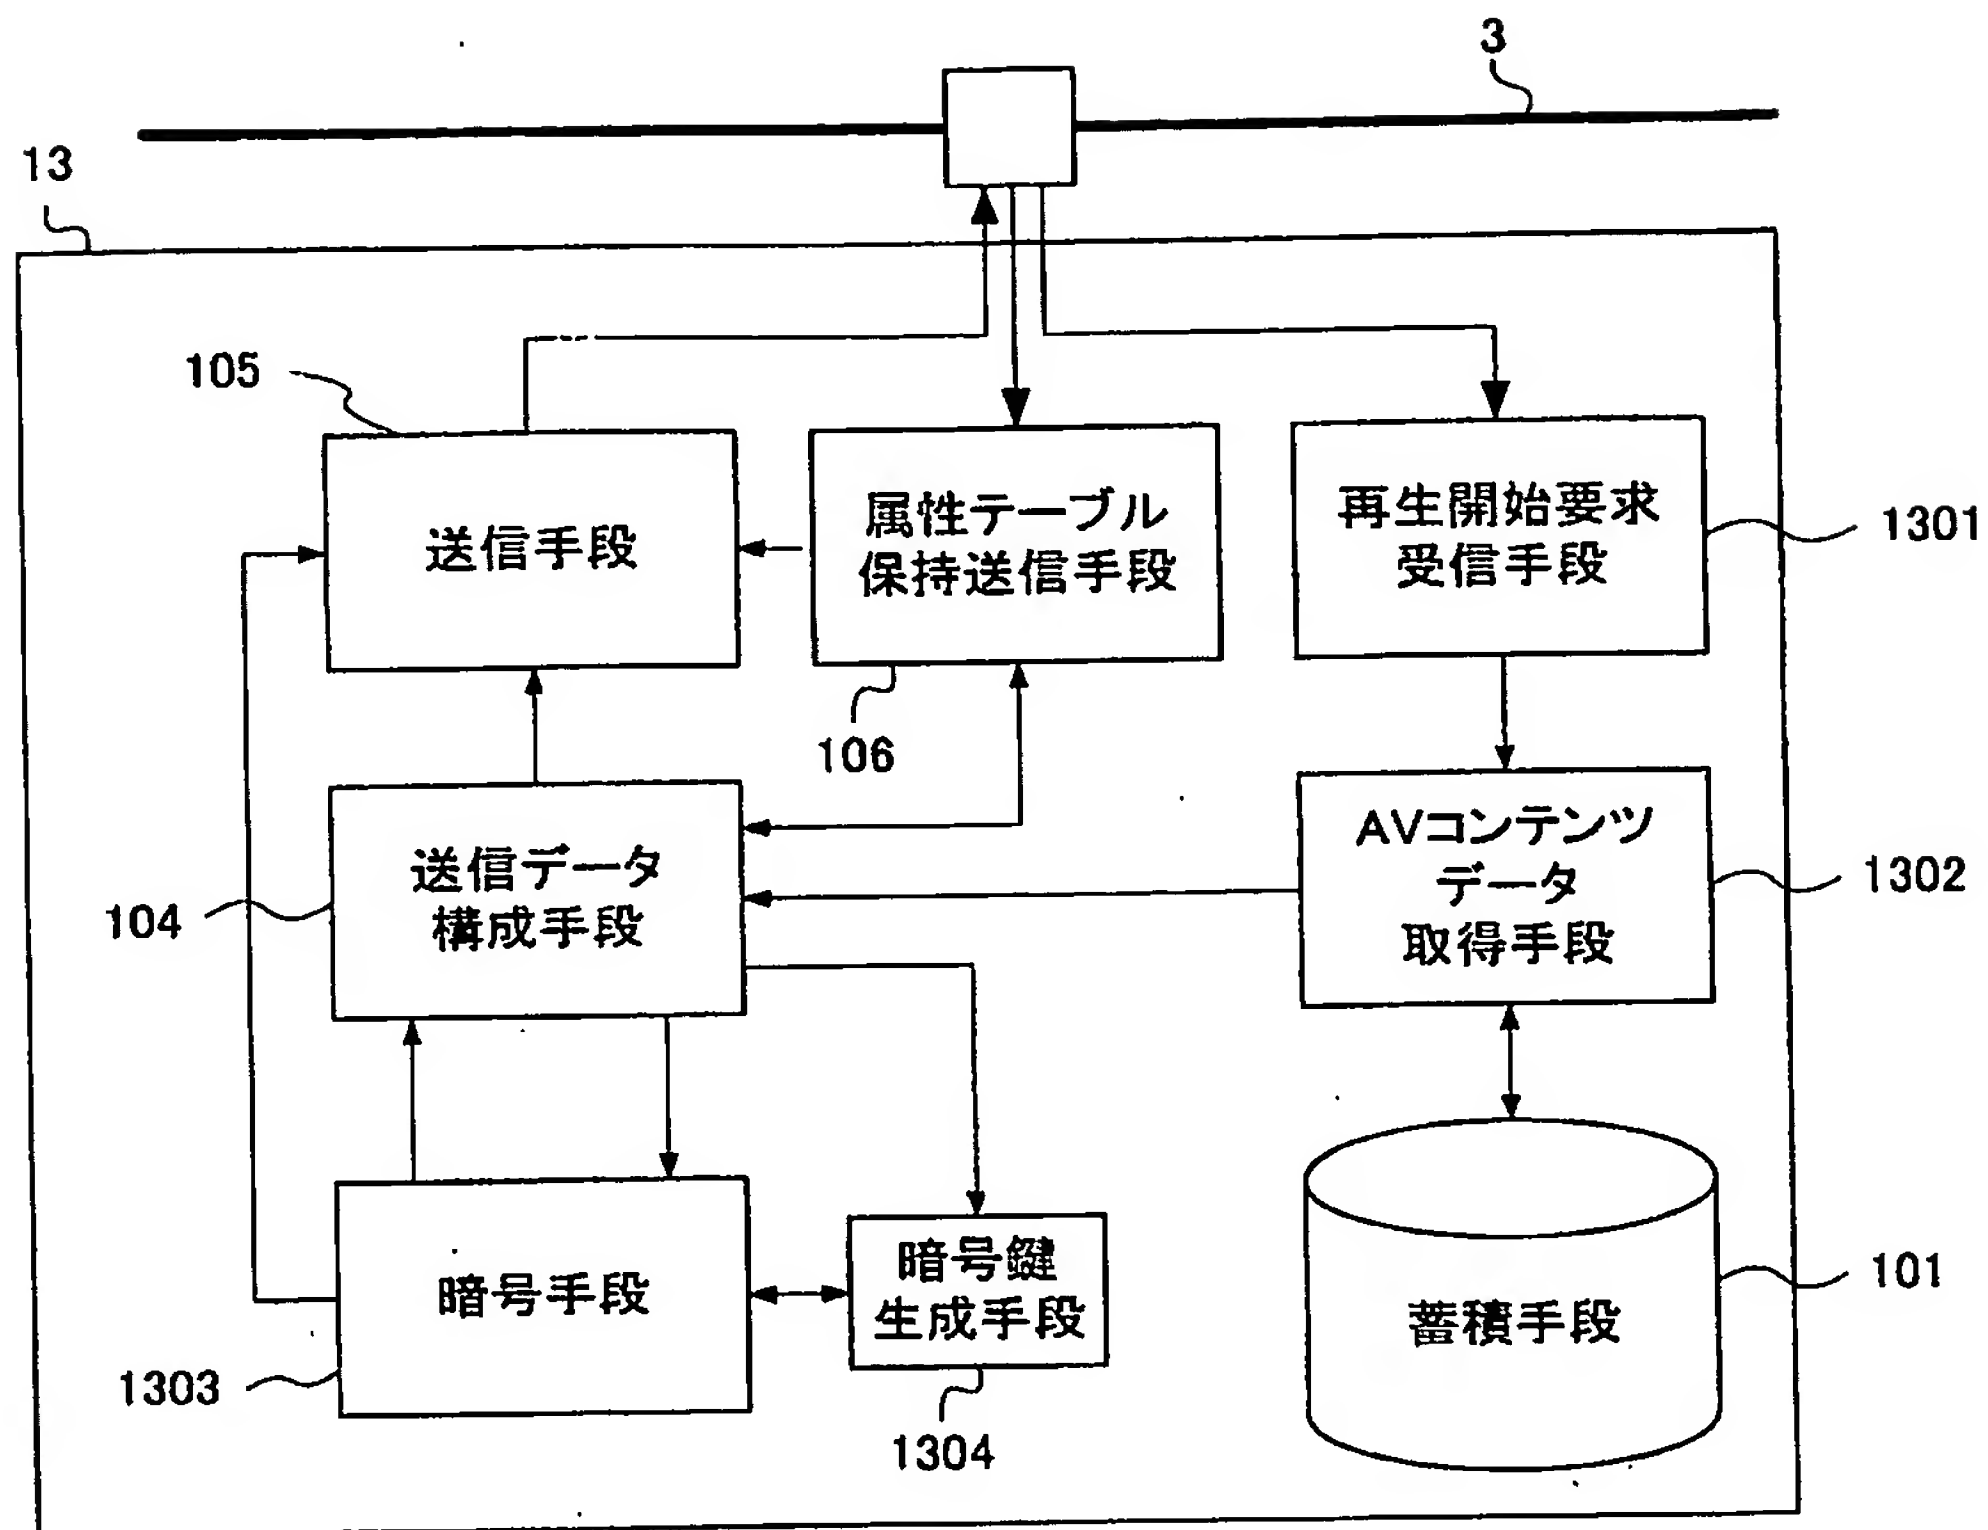 3
13
105
送信手段
属性テーブル
保持送信手段
106
再生開始要求
受信手段
1301
送信データ
構成手段
104
AVコンテンツ
データ
取得手段
1302
暗号手段
1303
暗号鍵
生成手段
1304
蓄積手段
101